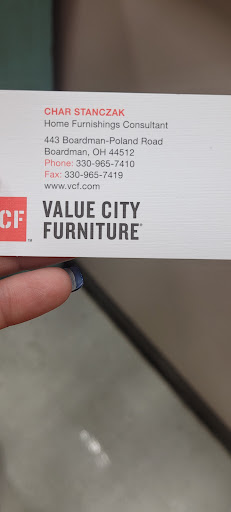 CHAR STANCZAK
Home Furnishings Consultant
443 Boardman-Poland Road
Boardman, OH 44512
Phone: 330-965-7410
Fax: 330-965-7419
www.vcf.com
CF™
VALUE CITY
FURNITURE®